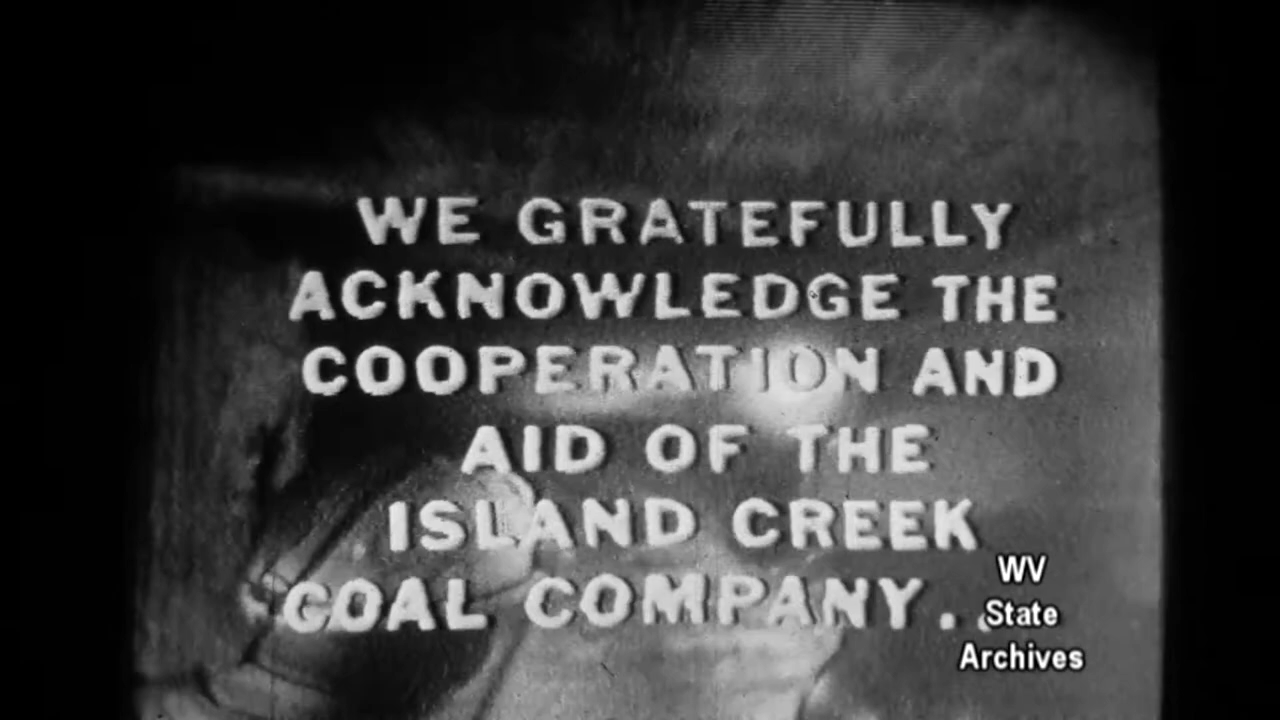 WE GRATEFULLY
ACKNOWLEDGE THE
COOPERATION AND
AID OF THE
ISLAND CREEK
COAL COMPANY . .
WV
State
Archives